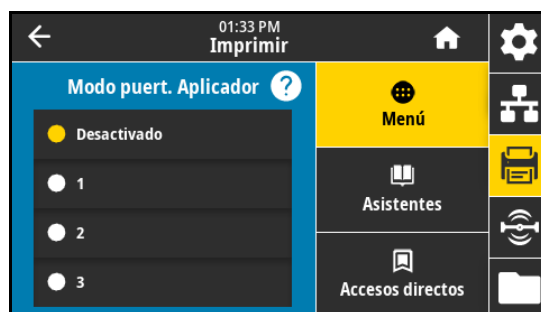 01:33 PM
Imprimir
Modo puert. Aplicador ?
Desactivado
1
2
3
Menú
Asistentes
Accesos directos